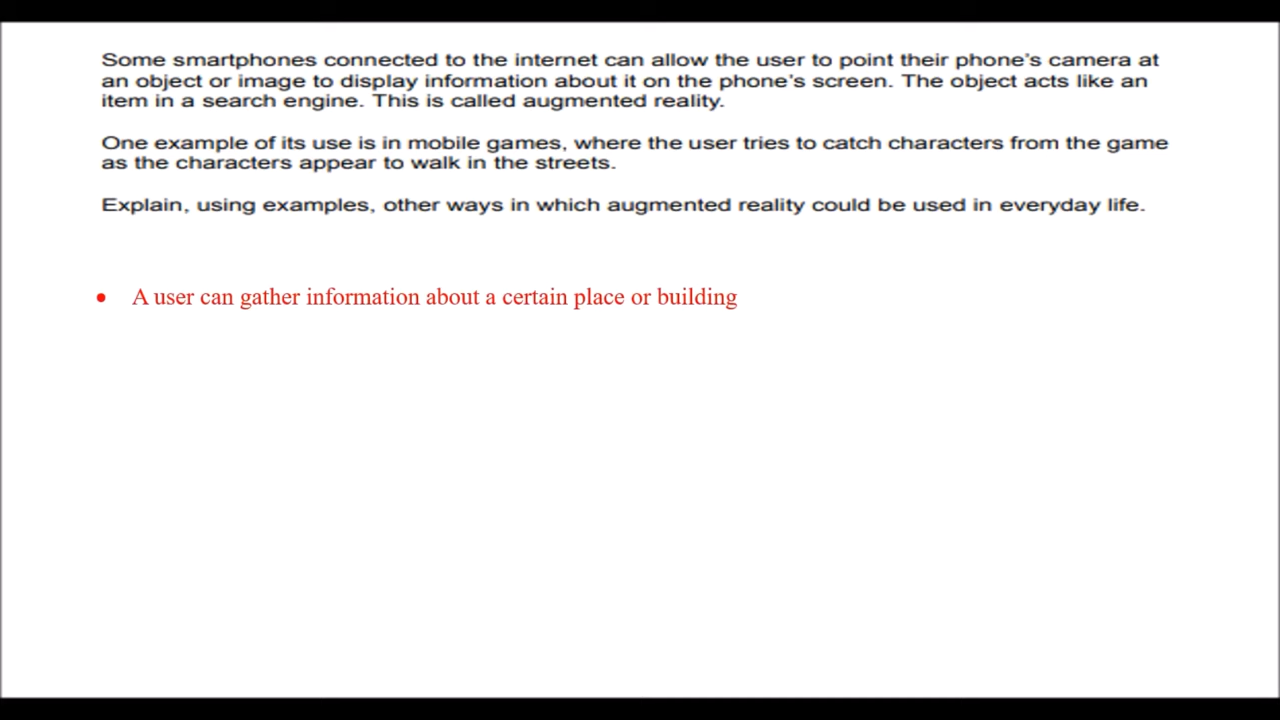 Some smartphones connected to the internet can allow the user to point their phone's camera at
an object or image to display information about it on the phone's screen. The object acts like an
item in a search engine. This is called augmented reality.
One example of its use is in mobile games, where the user tries to catch characters from the game
as the characters appear to walk in the streets.
Explain, using examples, other ways in which augmented reality could be used in everyday life.
• A user can gather information about a certain place or building